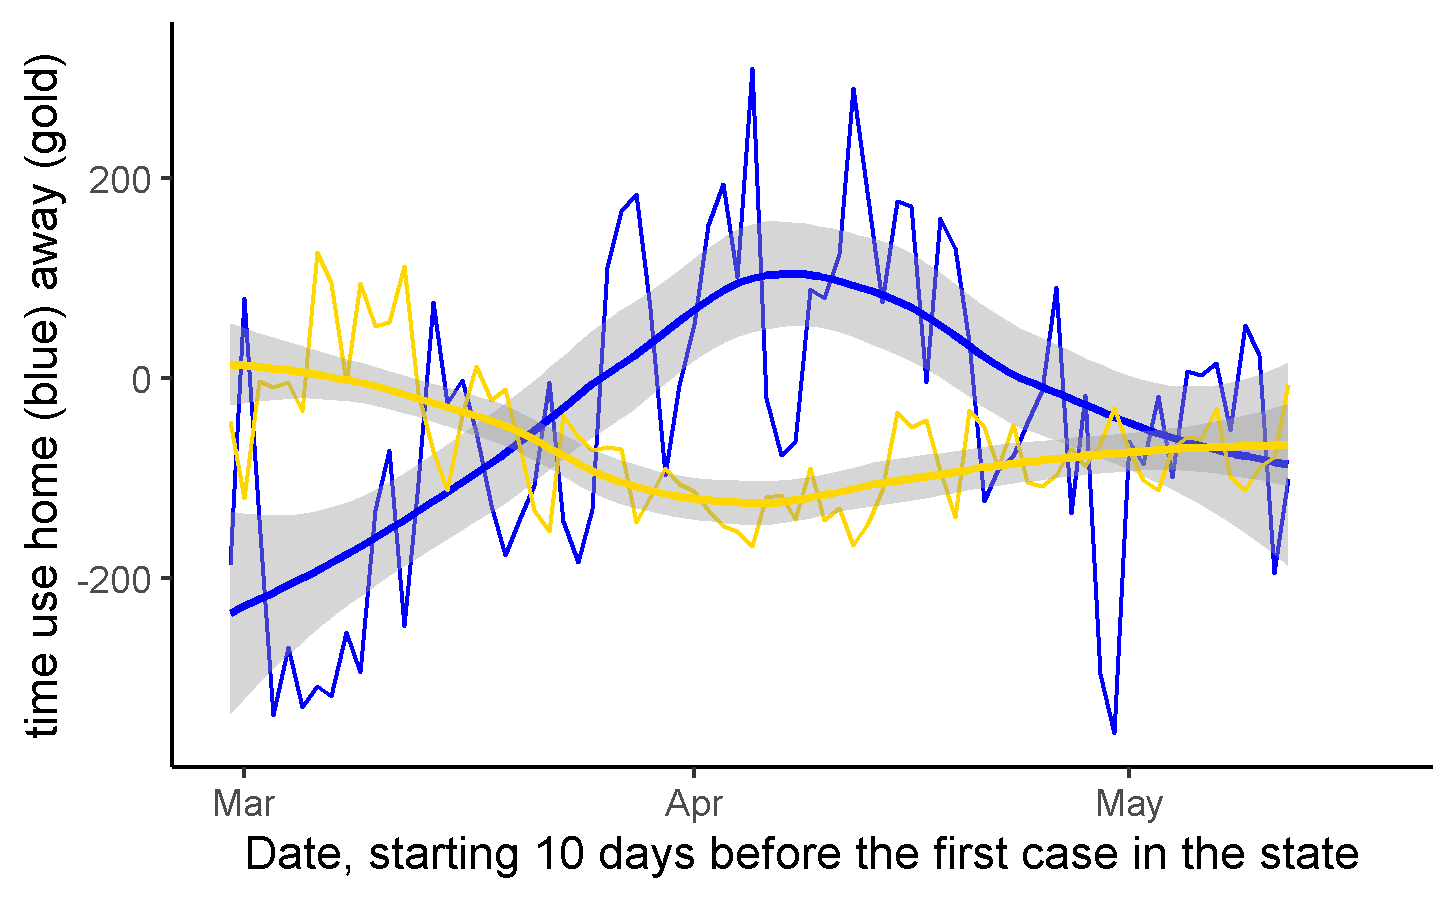 time use home (blue) away (gold)
200
0
-200
Mar Apr May
Date, starting 10 days before the first case in the state